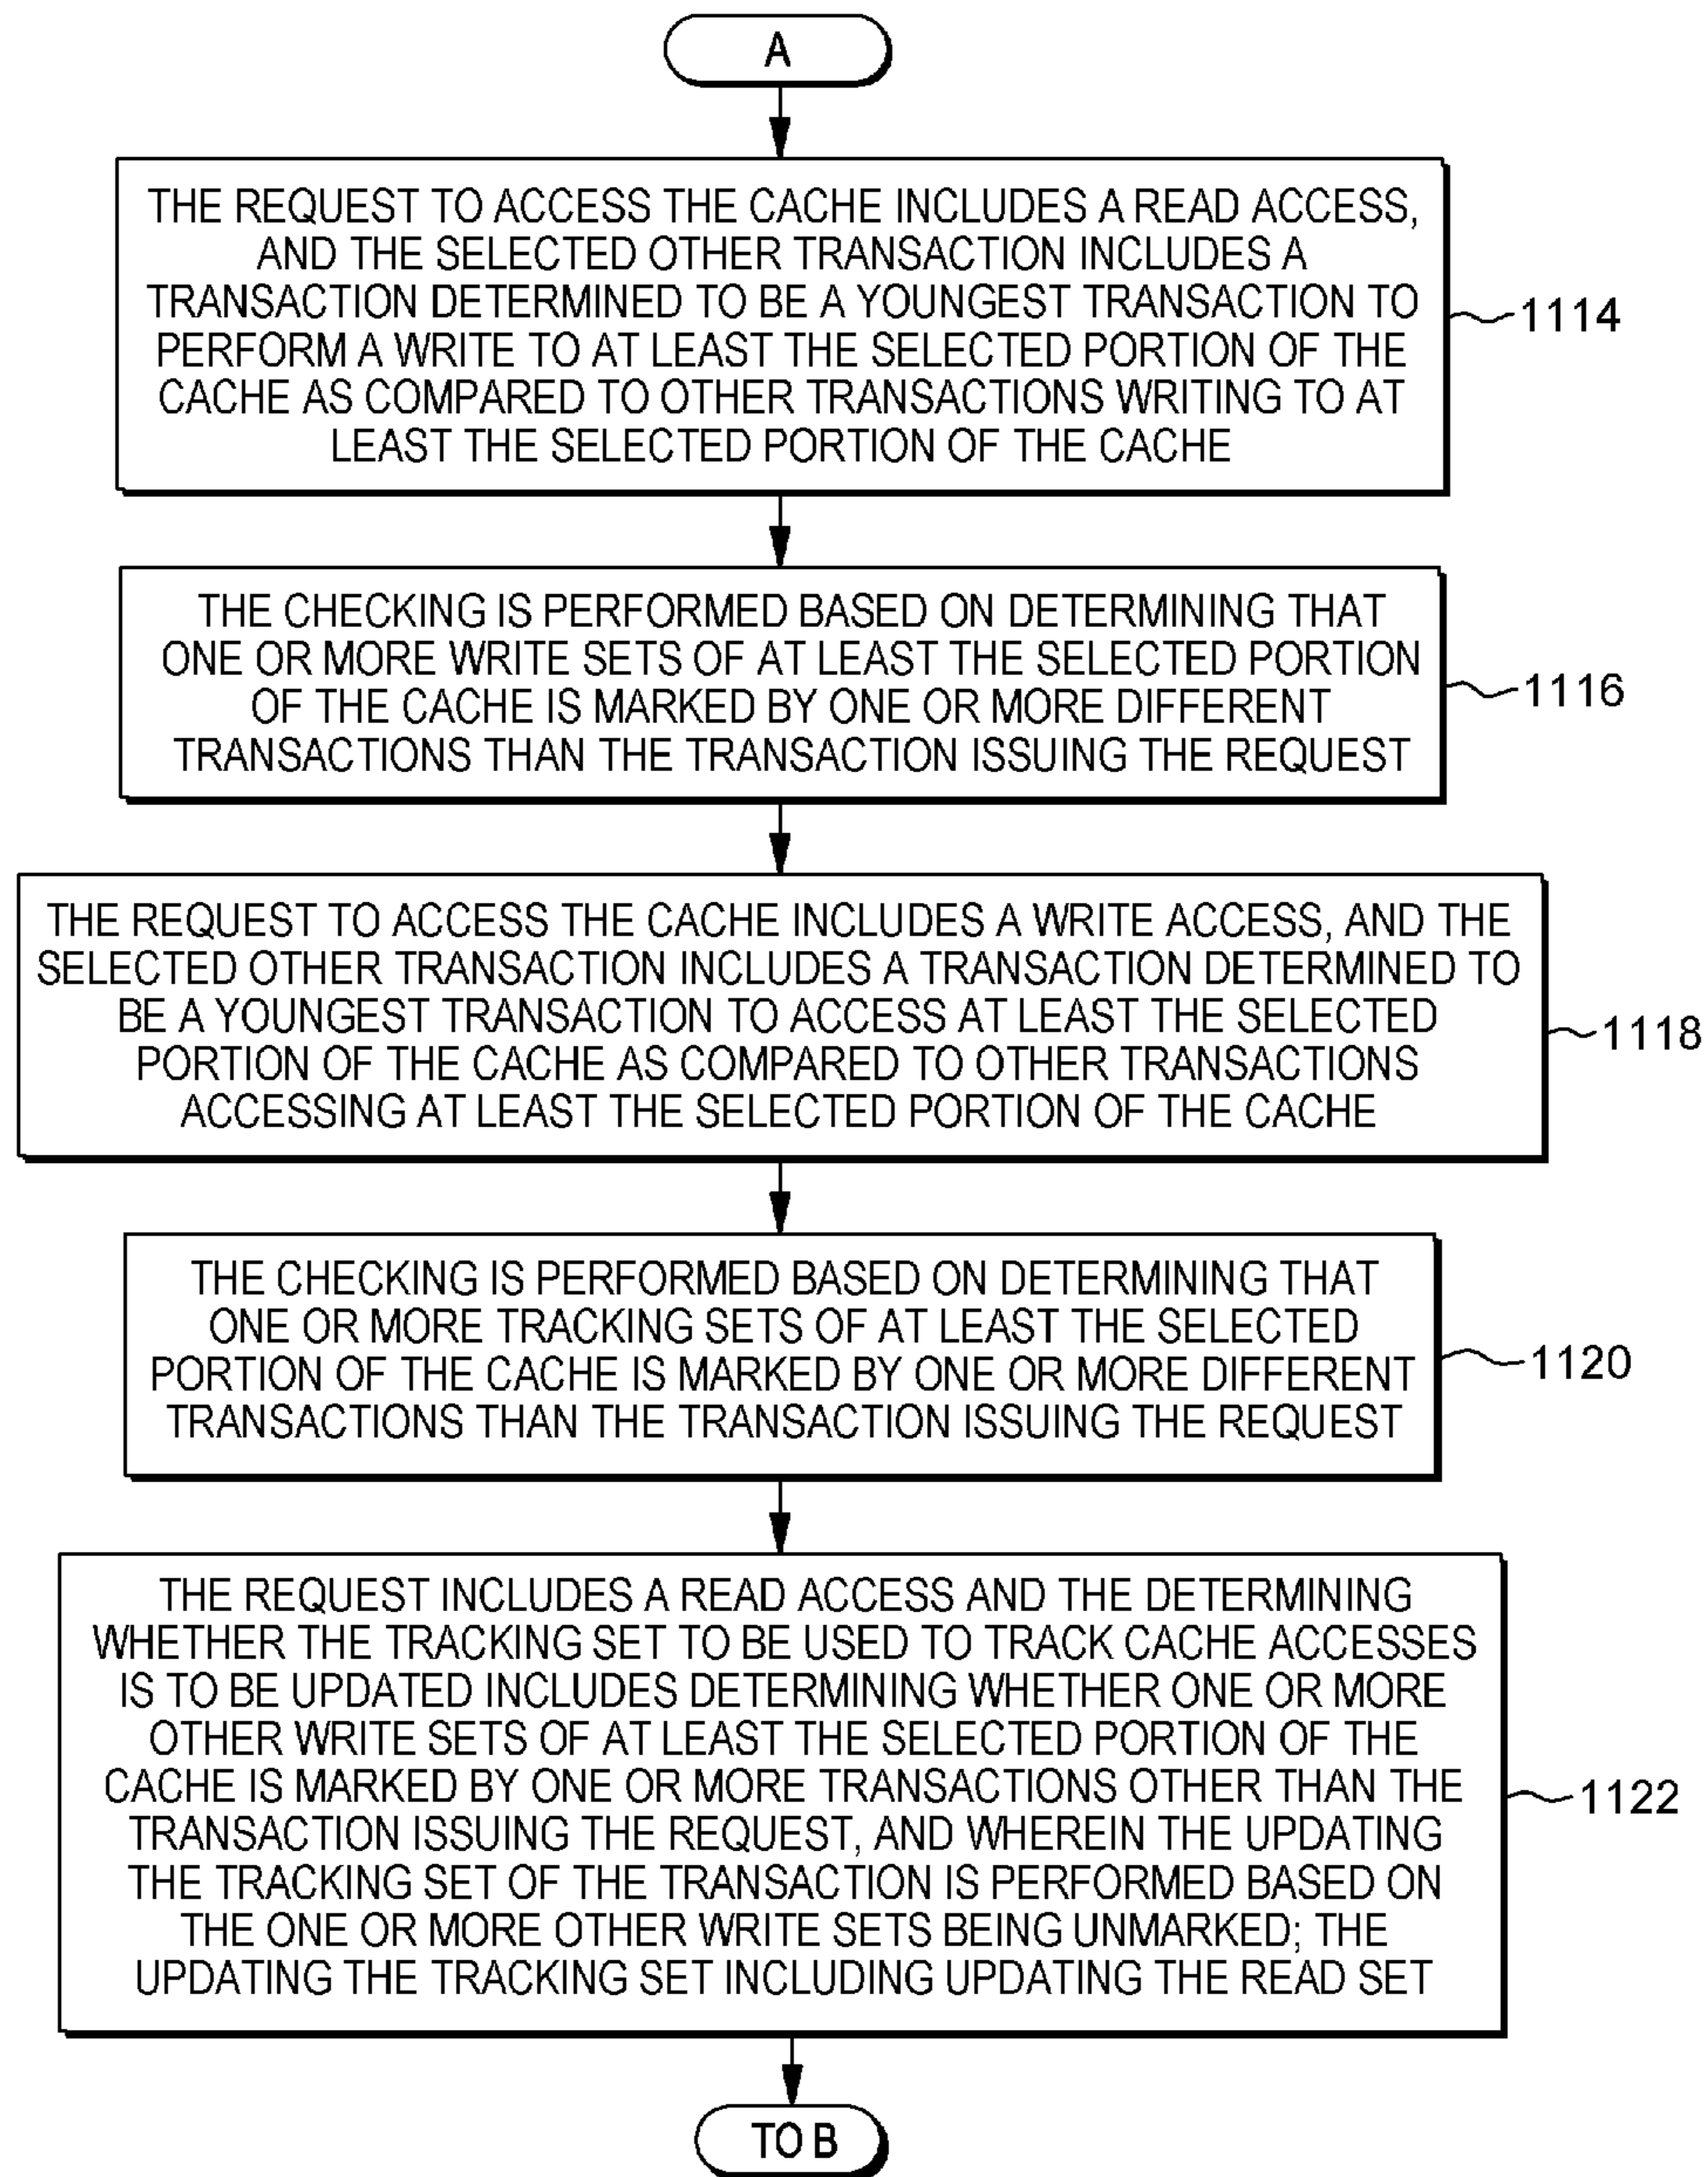 A
THE REQUEST TO ACCESS THE CACHE INCLUDES A READ ACCESS,
AND THE SELECTED OTHER TRANSACTION INCLUDES A
TRANSACTION DETERMINED TO BE A YOUNGEST TRANSACTION TO
PERFORM A WRITE TO AT LEAST THE SELECTED PORTION OF THE
CACHE AS COMPARED TO OTHER TRANSACTIONS WRITING TO AT
LEAST THE SELECTED PORTION OF THE CACHE
1114
THE CHECKING IS PERFORMED BASED ON DETERMINING THAT
ONE OR MORE WRITE SETS OF AT LEAST THE SELECTED PORTION
OF THE CACHE IS MARKED BY ONE OR MORE DIFFERENT
TRANSACTIONS THAN THE TRANSACTION ISSUING THE REQUEST
1116
THE REQUEST TO ACCESS THE CACHE INCLUDES A WRITE ACCESS, AND THE
SELECTED OTHER TRANSACTION INCLUDES A TRANSACTION DETERMINED TO
BE A YOUNGEST TRANSACTION TO ACCESS AT LEAST THE SELECTED
PORTION OF THE CACHE AS COMPARED TO OTHER TRANSACTIONS
ACCESSING AT LEAST THE SELECTED PORTION OF THE CACHE
1118
THE CHECKING IS PERFORMED BASED ON DETERMINING THAT
ONE OR MORE TRACKING SETS OF AT LEAST THE SELECTED
PORTION OF THE CACHE IS MARKED BY ONE OR MORE DIFFERENT
TRANSACTIONS THAN THE TRANSACTION ISSUING THE REQUEST
1120
THE REQUEST INCLUDES A READ ACCESS AND THE DETERMINING
WHETHER THE TRACKING SET TO BE USED TO TRACK CACHE ACCESSES
IS TO BE UPDATED INCLUDES DETERMINING WHETHER ONE OR MORE
OTHER WRITE SETS OF AT LEAST THE SELECTED PORTION OF THE
CACHE IS MARKED BY ONE OR MORE TRANSACTIONS OTHER THAN THE
TRANSACTION ISSUING THE REQUEST, AND WHEREIN THE UPDATING
THE TRACKING SET OF THE TRANSACTION IS PERFORMED BASED ON
THE ONE OR MORE OTHER WRITE SETS BEING UNMARKED; THE
UPDATING THE TRACKING SET INCLUDING UPDATING THE READ SET
1122
TO B